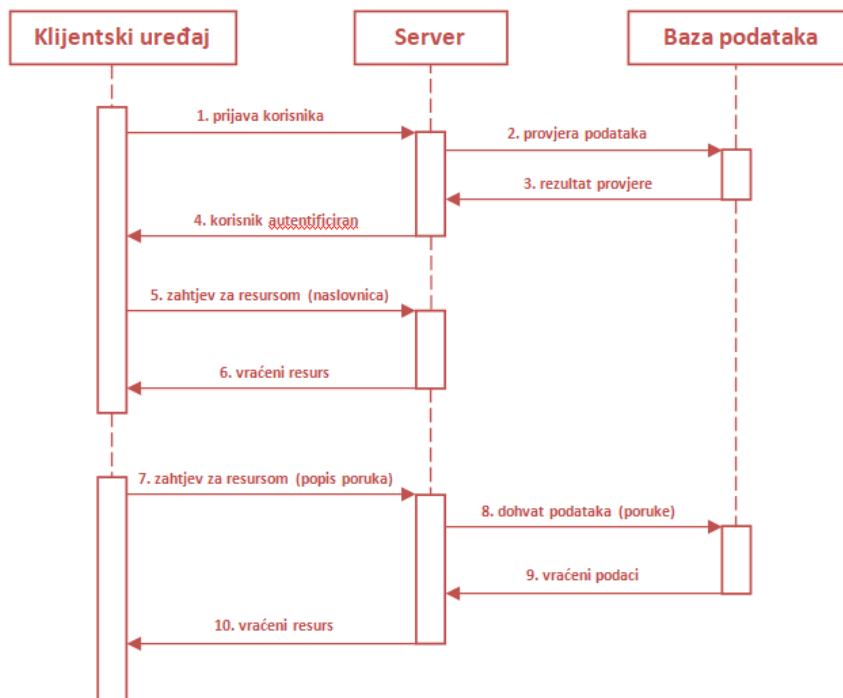 Klijentski uređaj
Server
Baza podataka
1. prijava korisnika
2. provjera podataka
3. rezultat provjere
4. korisnik autentificiran
5. zahtjev za resursom (naslovnica)
6. vraćeni resurs
7. zahtjev za resursom (popis poruka)
8. dohvat podataka (poruke)
9. vraćeni podaci
10. vraćeni resurs